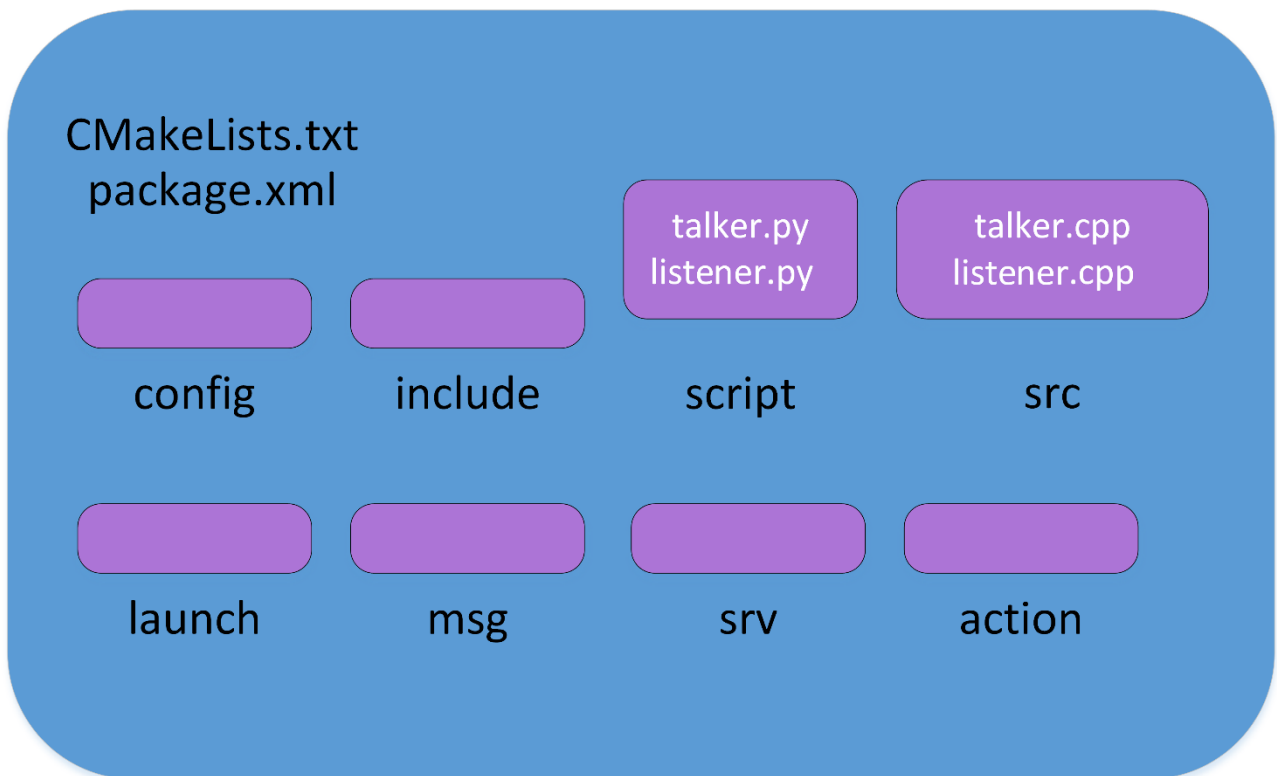 CMakeLists.txt
package.xml
talker.py
listener.py
talker.cpp
listener.cpp
config
include
script
src
launch
msg
srv
action